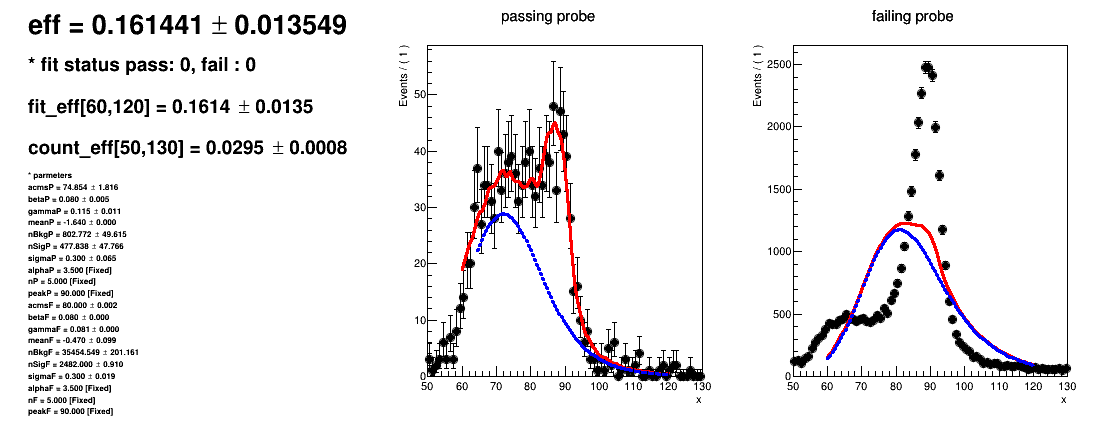 eff = 0.161441 ± 0.013549
* fit status pass: 0, fail : 0
fit_eff[60,120] = 0.1614 ± 0.0135
count_eff[50,130] = 0.0295 ± 0.0008
* parmeters
acmsP = 74.854 ± 1.816
betaP = 0.080 ± 0.005
gammaP = 0.115 ± 0.011
meanP = -1.640 ± 0.000
nBkgP = 802.772 ± 49.615
nSigP = 477.838 ± 47.766
sigmaP = 0.300 ± 0.065
alphaP = 3.500 [Fixed]
nP = 5.000 [Fixed]
peakP = 90.000 [Fixed]
acmsF = 80.000 ± 0.002
betaF = 0.080 ± 0.000
gammaF = 0.081 ± 0.000
meanF = -0.470 ± 0.099
nBkgF = 35454.549 ± 201.161
nSigF = 2482.000 ± 0.910
sigmaF = 0.300 ± 0.019
alphaF = 3.500 [Fixed]
nF = 5.000 [Fixed]
peakF = 90.000 [Fixed]
passing probe
Events / ( 1 )
50
40
30
20
10
0
50 60 70 80 90 100 110 120 130
x
failing probe
Events / ( 1 )
2500
2000
1500
1000
500
0
50 60 70 80 90 100 110 120 130
x